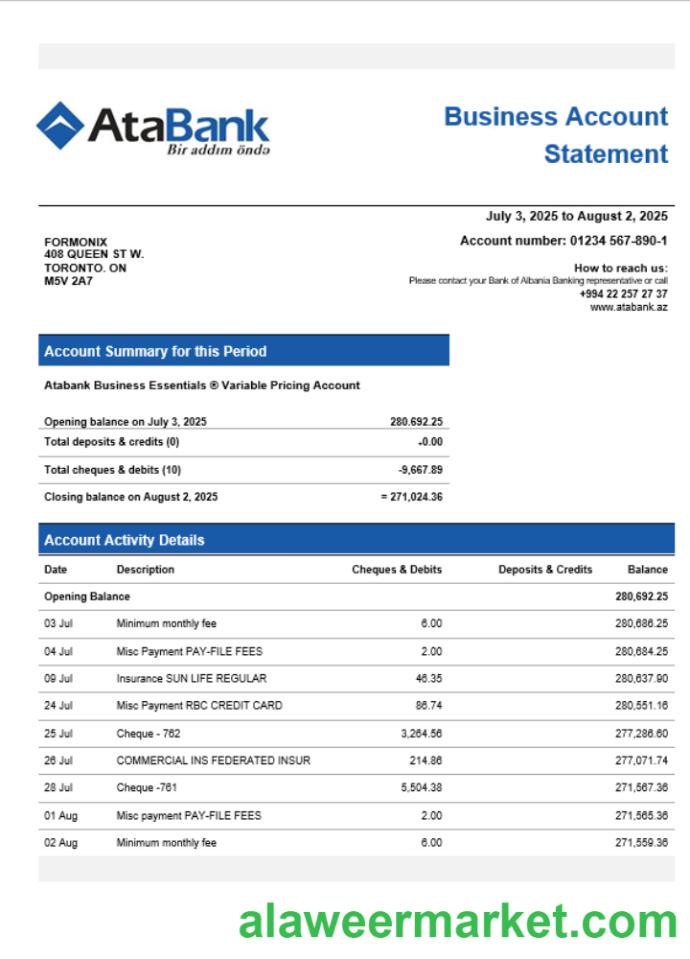 AtaBank
Bir addım öndə
Business Account
Statement
July 3, 2025 to August 2, 2025
Account number: 01234 567-890-1
FORMONIX
408 QUEEN ST W.
TORONTO. ON
M5V 2A7
How to reach us:
Please contact your Bank of Albania Banking representative or call
+994 22 257 27 37
www.atabank.az
Account Summary for this Period
Atabank Business Essentials ® Variable Pricing Account
Opening balance on July 3, 2025 280.692.25
Total deposits & credits (0) -0.00
Total cheques & debits (10) -9,667.89
Closing balance on August 2, 2025 = 271,024.36
Account Activity Details
Date Description Cheques & Debits Deposits & Credits Balance
Opening Balance 280,692.25
03 Jul Minimum monthly fee 6.00 280,686.25
04 Jul Misc Payment PAY-FILE FEES 2.00 280,684.25
09 Jul Insurance SUN LIFE REGULAR 46.35 280,637.90
24 Jul Misc Payment RBC CREDIT CARD 86.74 280,551.16
25 Jul Cheque - 762 3,264.56 277,286.60
26 Jul COMMERCIAL INS FEDERATED INSUR 214.86 277,071.74
28 Jul Cheque -761 5,504.38 271,567.36
01 Aug Misc payment PAY-FILE FEES 2.00 271,565.36
02 Aug Minimum monthly fee 6.00 271,559.36
alaweermarket.com